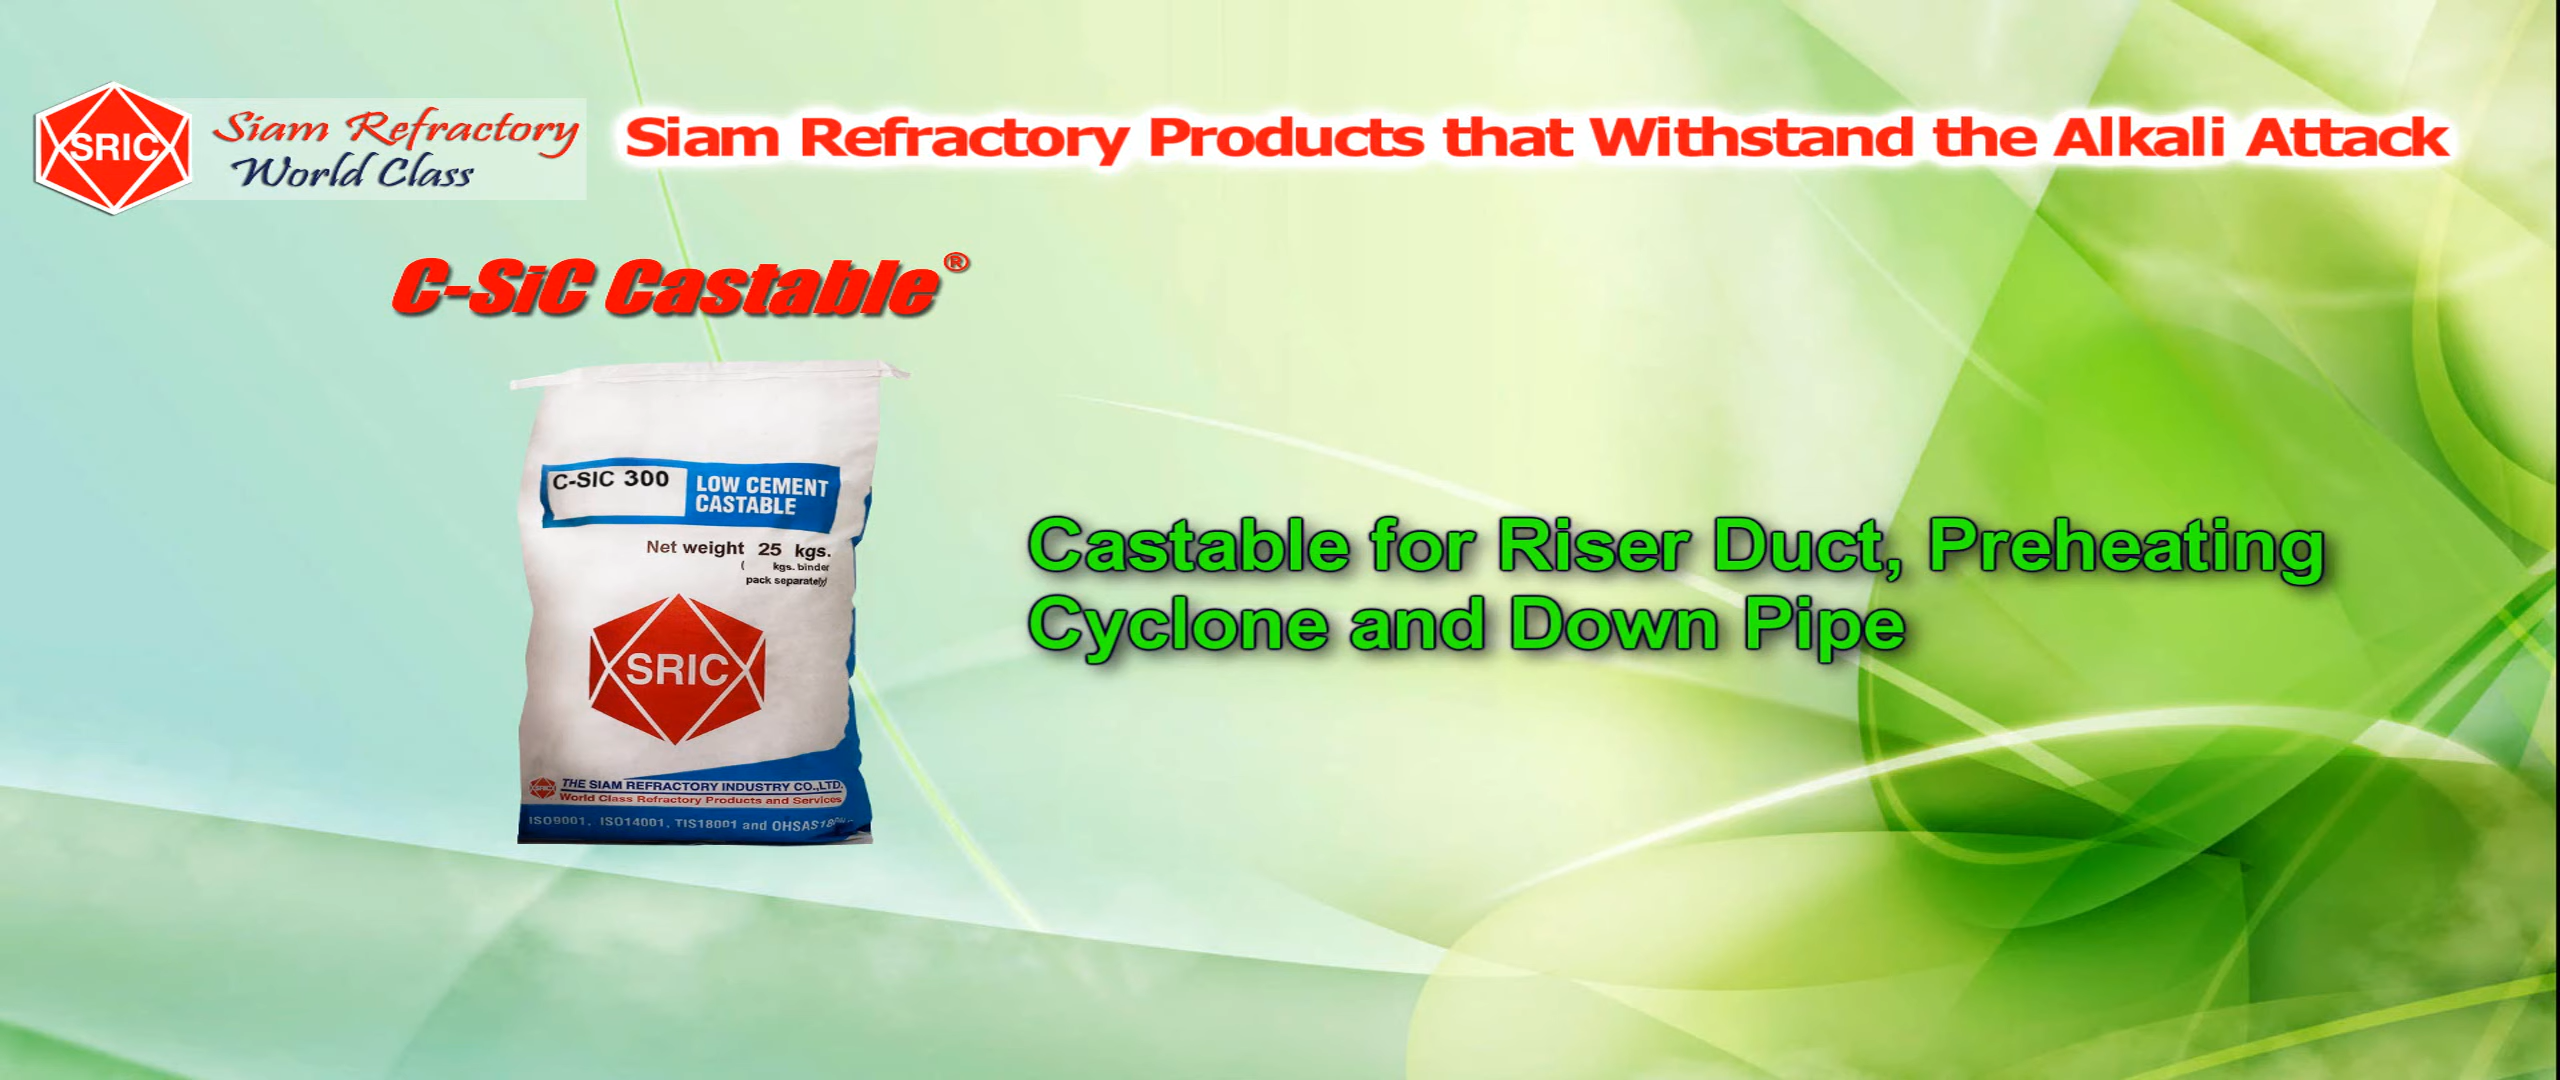 SRIC
Siam Refractory
World Class
Siam Refractory Products that Withstand the Alkali Attack
C-SiC Castable®
C-SIC 300
LOW CEMENT
CASTABLE
Net weight 25 kgs.
( kgs. binder
pack separately)
SRIC
Castable for Riser Duct, Preheating
Cyclone and Down Pipe
SRIC
THE SIAM REFRACTORY INDUSTRY CO.,LTD.
World Class Refractory Products and Services
ISO9001, ISO14001, TIS18001 and